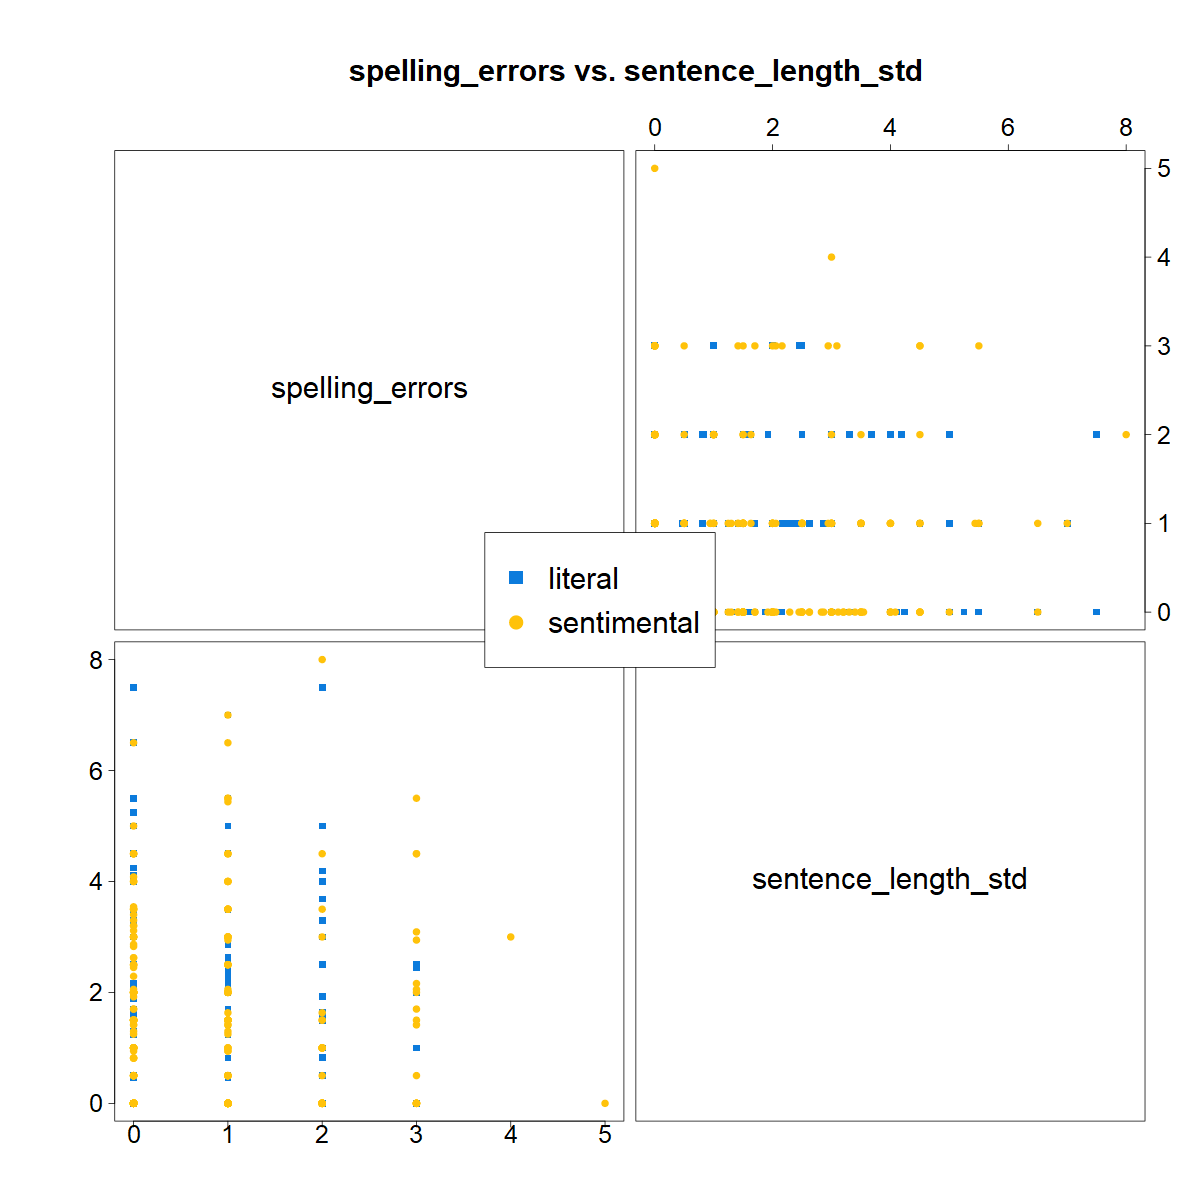 spelling_errors vs. sentence_length_std
0 2 4 6 8
spelling_errors
5
4
3
2
1
0
literal
sentimental
8
6
4
2
0
sentence_length_std
0 1 2 3 4 5